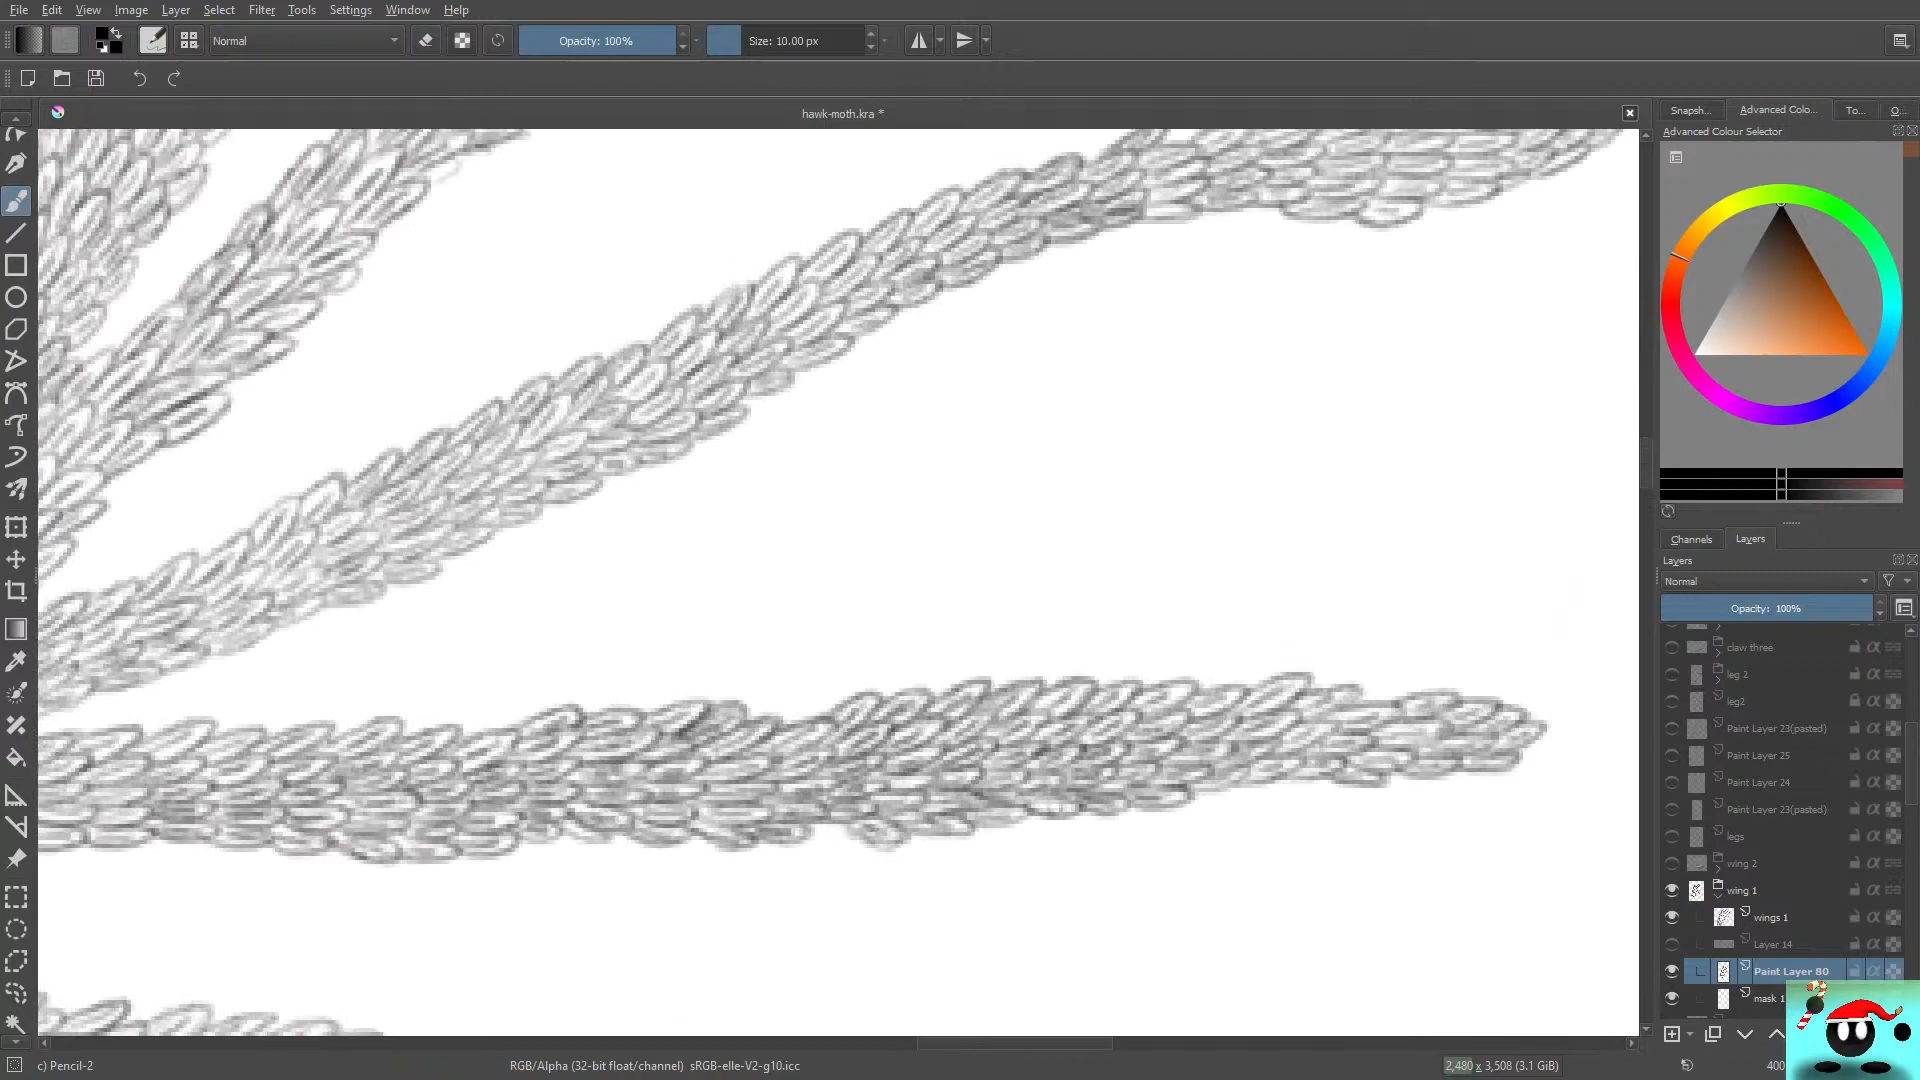 File Edit View Image Layer Select Filter Tools Settings Window Help
Normal Opacity: 100% Size: 10.00 px
hawk-moth.kra *
Snapsh... Advanced Colo... To... O...
Advanced Colour Selector
Channels Layers
Layers
Normal
Opacity: 100%
claw three
leg 2
leg2
Paint Layer 23(pasted)
Paint Layer 25
Paint Layer 24
Paint Layer 23(pasted)
legs
wing 2
wing 1
wings 1
Layer 14
Paint Layer 80
mask 1
c) Pencil-2 RGB/Alpha (32-bit float/channel) sRGB-elle-V2-g10.icc 2,480 x 3,508 (3.1 GiB) 400